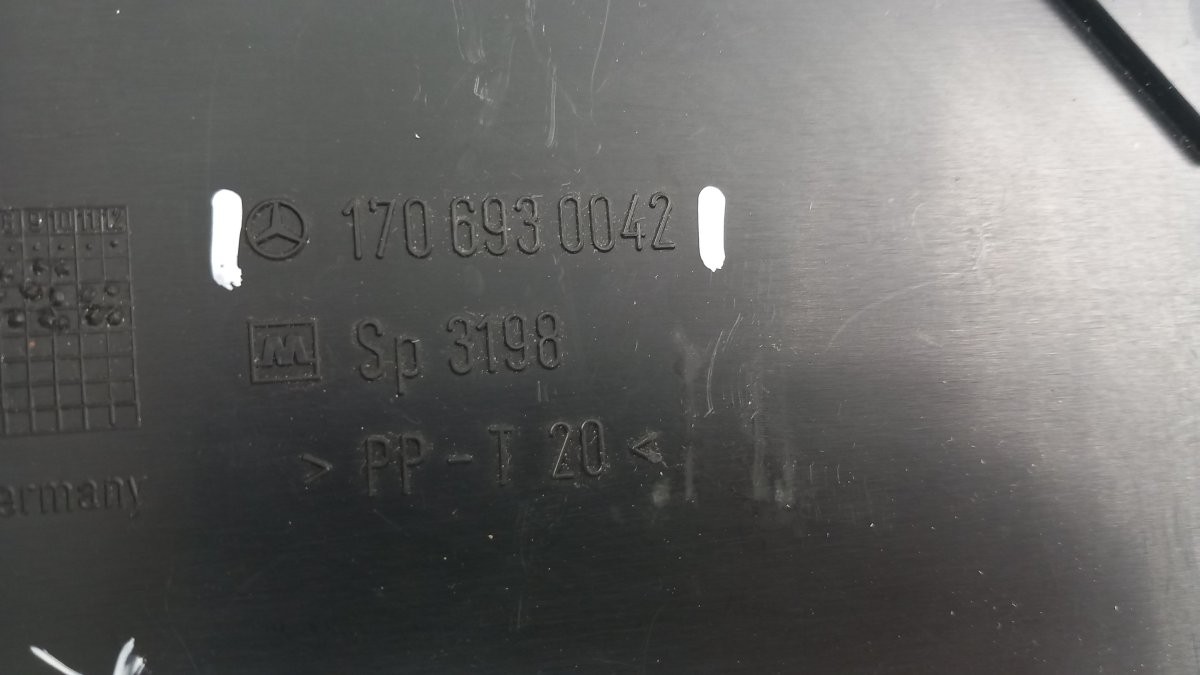 170 693 0042
M Sp 3198
> PP - T 20 <
ermany